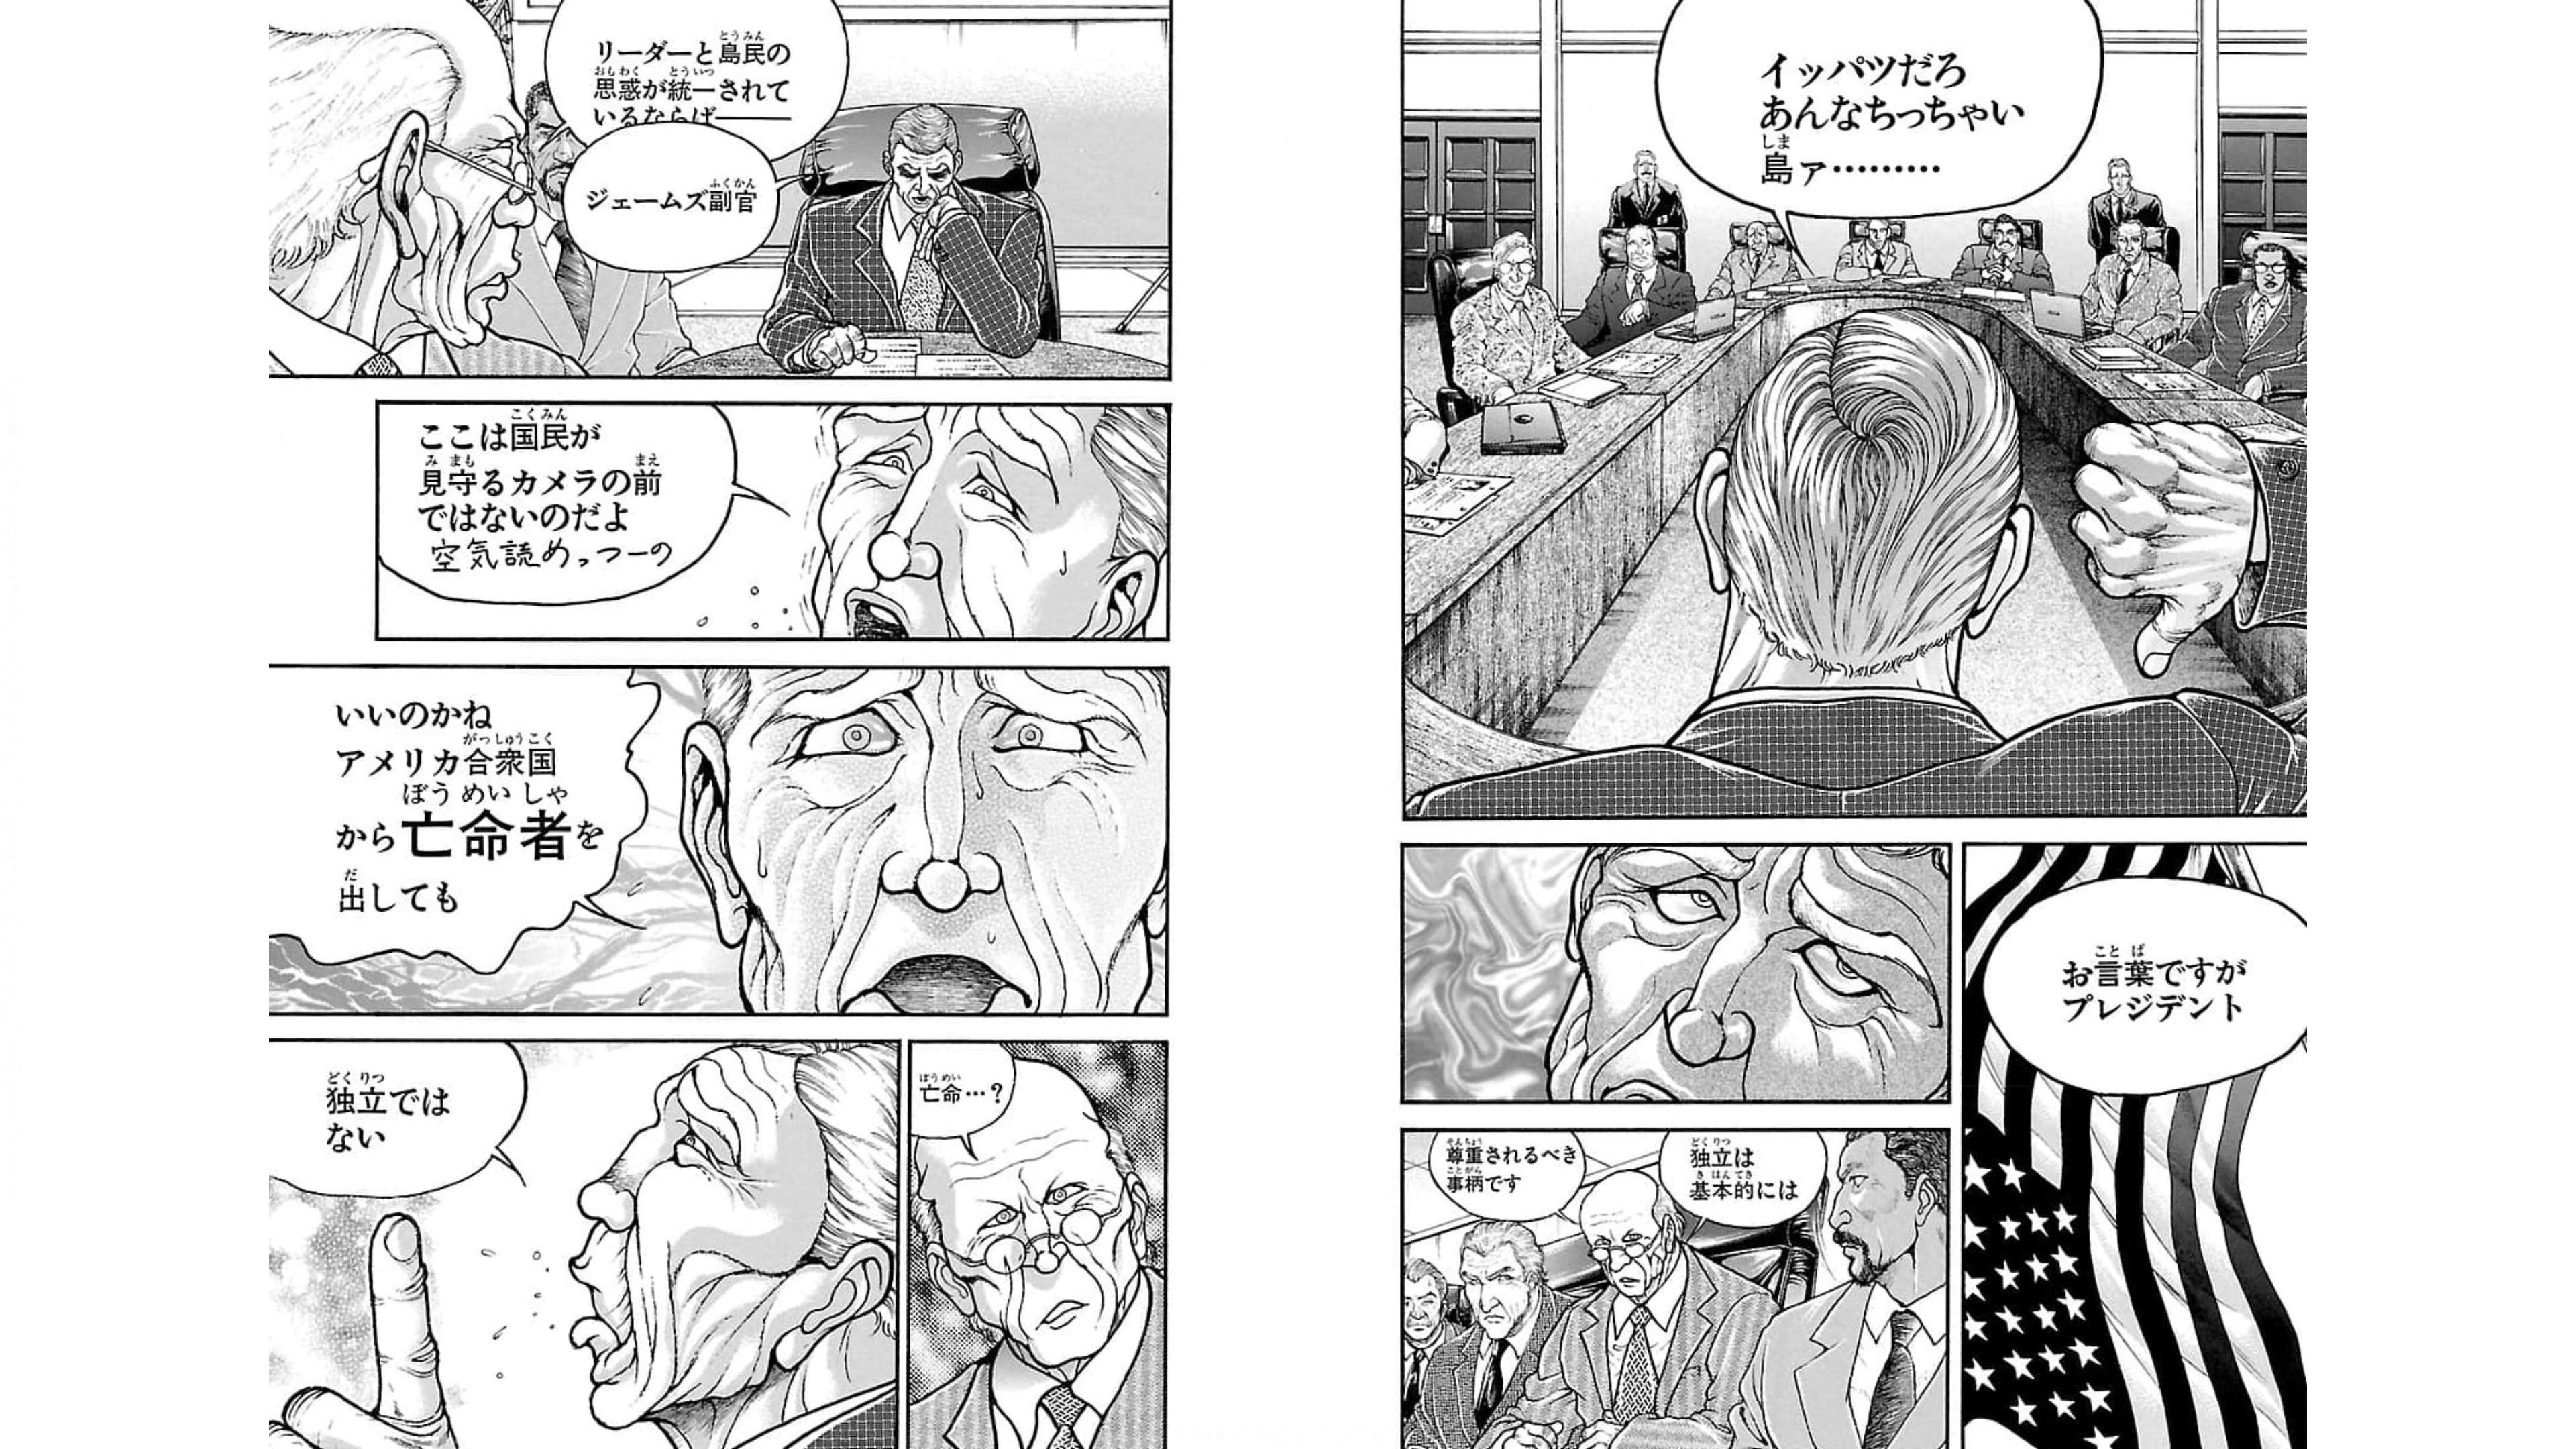 イッパツだろ
あんなちっちゃい
島ァ………
お言葉ですが
プレジデント
独立は
基本的には
尊重されるべき
事柄です
リーダーと島民の
思惑が統一されて
いるならば───
ジェームズ副官
ここは国民が
見守るカメラの前
ではないのだよ
空気読めっつーの
いいのかね
アメリカ合衆国
から亡命者を
出しても
亡命…?
独立では
ない